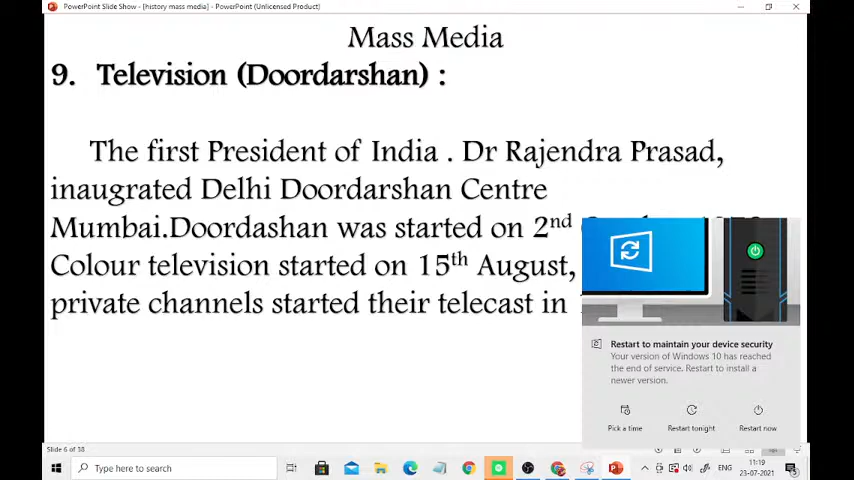 PowerPoint Slide Show - [history mass media] - PowerPoint (Unlicensed Product)
Mass Media
9. Television (Doordarshan) :
The first President of India . Dr Rajendra Prasad,
inaugrated Delhi Doordarshan Centre
Mumbai.Doordashan was started on 2nd
Colour television started on 15th August,
private channels started their telecast in
Restart to maintain your device security
Your version of Windows 10 has reached
the end of service. Restart to install a
newer version.
Pick a time
Restart tonight
Restart now
Slide 6 of 38
Type here to search
ENG
11:19
23-07-2021